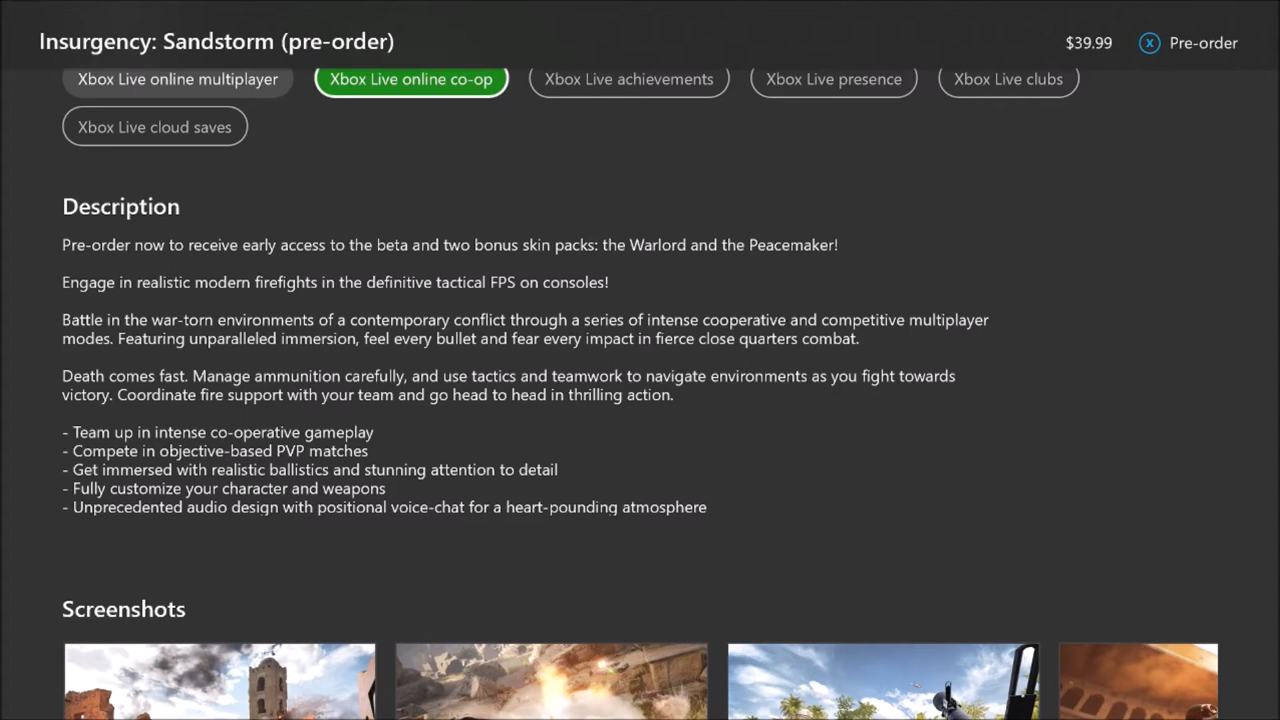 Insurgency: Sandstorm (pre-order)
$39.99 X Pre-order
Xbox Live online multiplayer Xbox Live online co-op Xbox Live achievements Xbox Live presence Xbox Live clubs
Xbox Live cloud saves
Description
Pre-order now to receive early access to the beta and two bonus skin packs: the Warlord and the Peacemaker!
Engage in realistic modern firefights in the definitive tactical FPS on consoles!
Battle in the war-torn environments of a contemporary conflict through a series of intense cooperative and competitive multiplayer
modes. Featuring unparalleled immersion, feel every bullet and fear every impact in fierce close quarters combat.
Death comes fast. Manage ammunition carefully, and use tactics and teamwork to navigate environments as you fight towards
victory. Coordinate fire support with your team and go head to head in thrilling action.
- Team up in intense co-operative gameplay
- Compete in objective-based PVP matches
- Get immersed with realistic ballistics and stunning attention to detail
- Fully customize your character and weapons
- Unprecedented audio design with positional voice-chat for a heart-pounding atmosphere
Screenshots